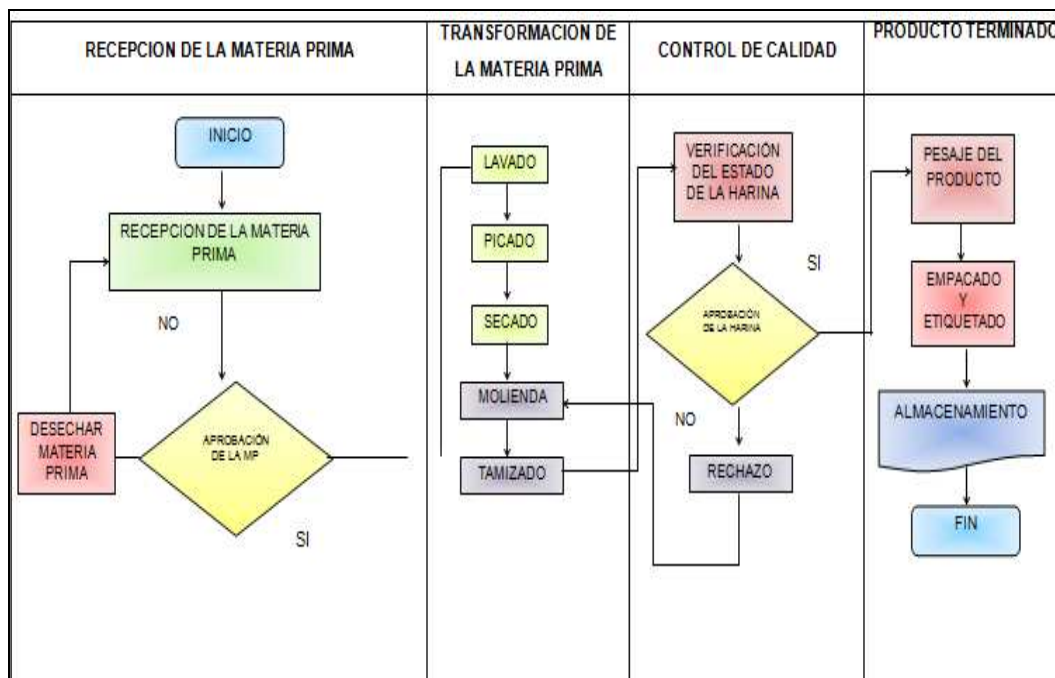 RECEPCION DE LA MATERIA PRIMA
TRANSFORMACION DE
LA MATERIA PRIMA
CONTROL DE CALIDAD
PRODUCTO TERMINADO
INICIO
RECEPCION DE LA MATERIA
PRIMA
NO
DESECHAR
MATERIA
PRIMA
APROBACIÓN
DE LA MP
SI
LAVADO
PICADO
SECADO
MOLIENDA
TAMIZADO
VERIFICACIÓN
DEL ESTADO
DE LA HARINA
SI
APROBACIÓN
DE LA HARINA
NO
RECHAZO
PESAJE DEL
PRODUCTO
EMPACADO
Y
ETIQUETADO
ALMACENAMIENTO
FIN